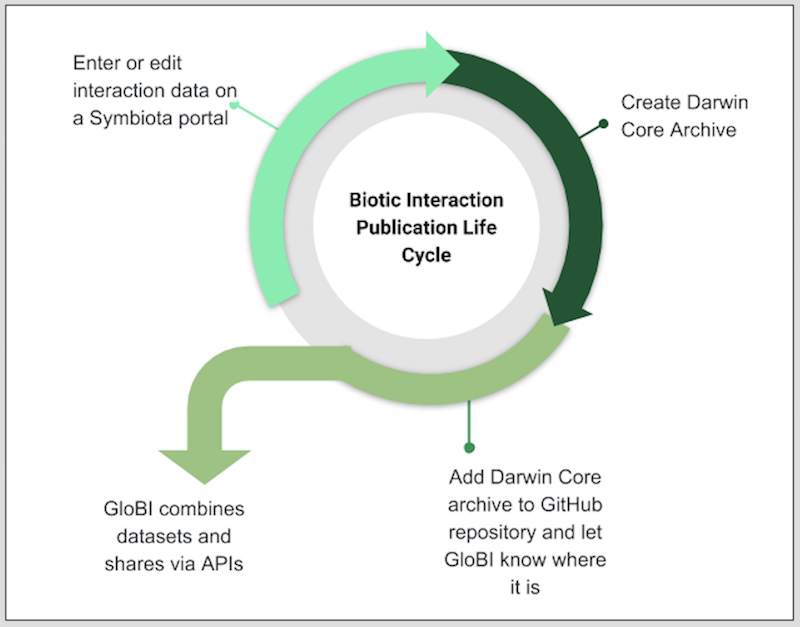 Enter or edit
interaction data on
a Symbiota portal
Create Darwin
Core Archive
Biotic Interaction
Publication Life
Cycle
Add Darwin Core
archive to GitHub
repository and let
GloBI know where
it is
GloBI combines
datasets and
shares via APIs